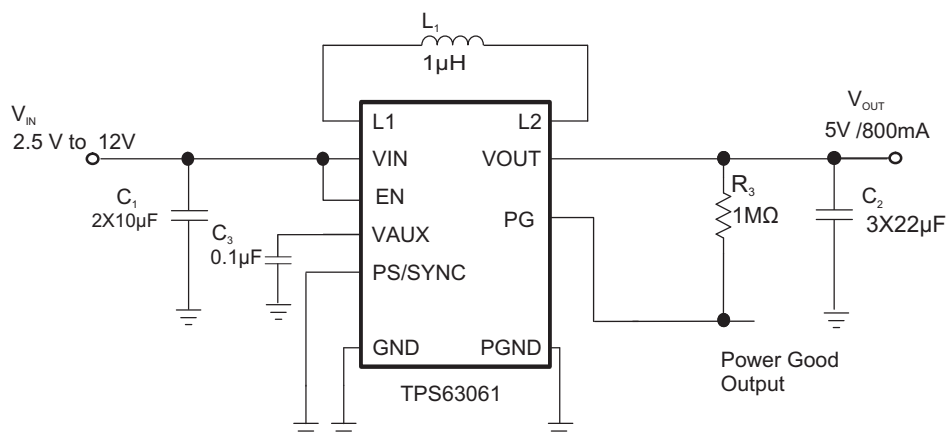 L1
1µH
VIN
2.5 V to 12V
VOUT
5V /800mA
L1
L2
VIN
VOUT
EN
PG
VAUX
PS/SYNC
GND
PGND
C1
2X10µF
C3
0.1µF
R3
1MΩ
C2
3X22µF
Power Good
Output
TPS63061